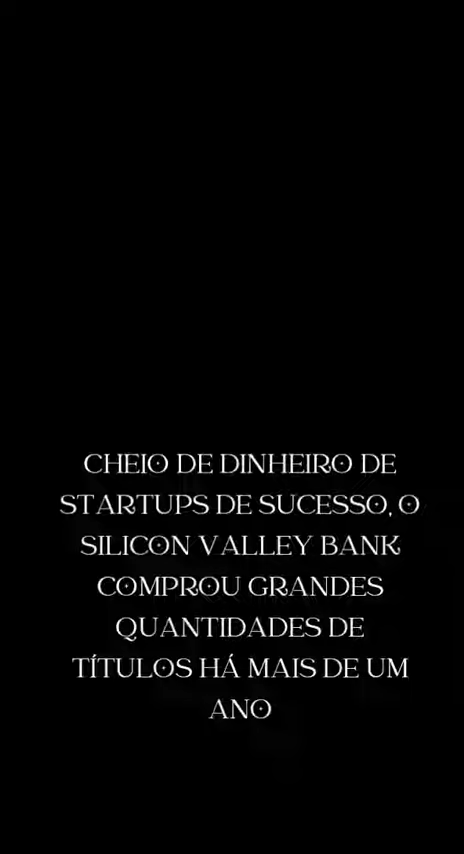 CHEIO DE DINHEIRO DE
STARTUPS DE SUCESSO, O
SILICON VALLEY BANK
COMPROU GRANDES
QUANTIDADES DE
TÍTULOS HÁ MAIS DE UM
ANO